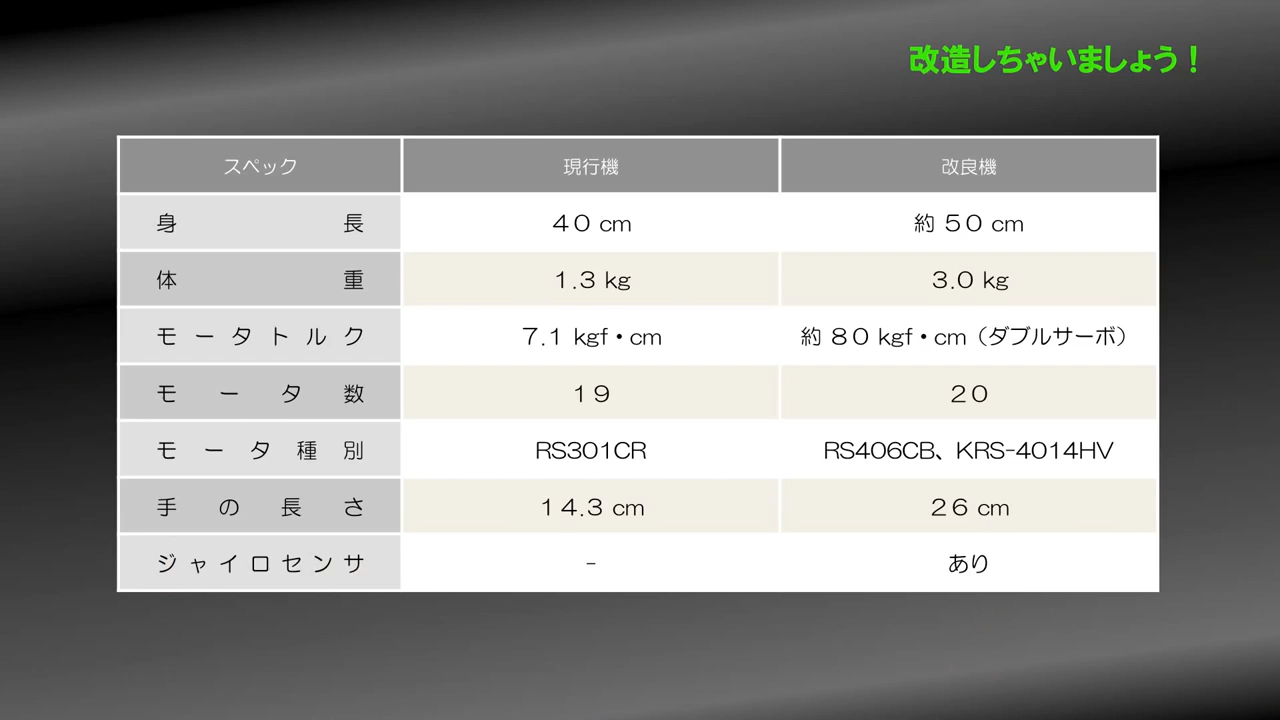 改造しちゃいましょう！
スペック 現行機 改良機
身長 40 cm 約 50 cm
体重 1.3 kg 3.0 kg
モータトルク 7.1 kgf・cm 約 80 kgf・cm（ダブルサーボ）
モータ数 19 20
モータ種別 RS301CR RS406CB、KRS-4014HV
手の長さ 14.3 cm 26 cm
ジャイロセンサ - あり